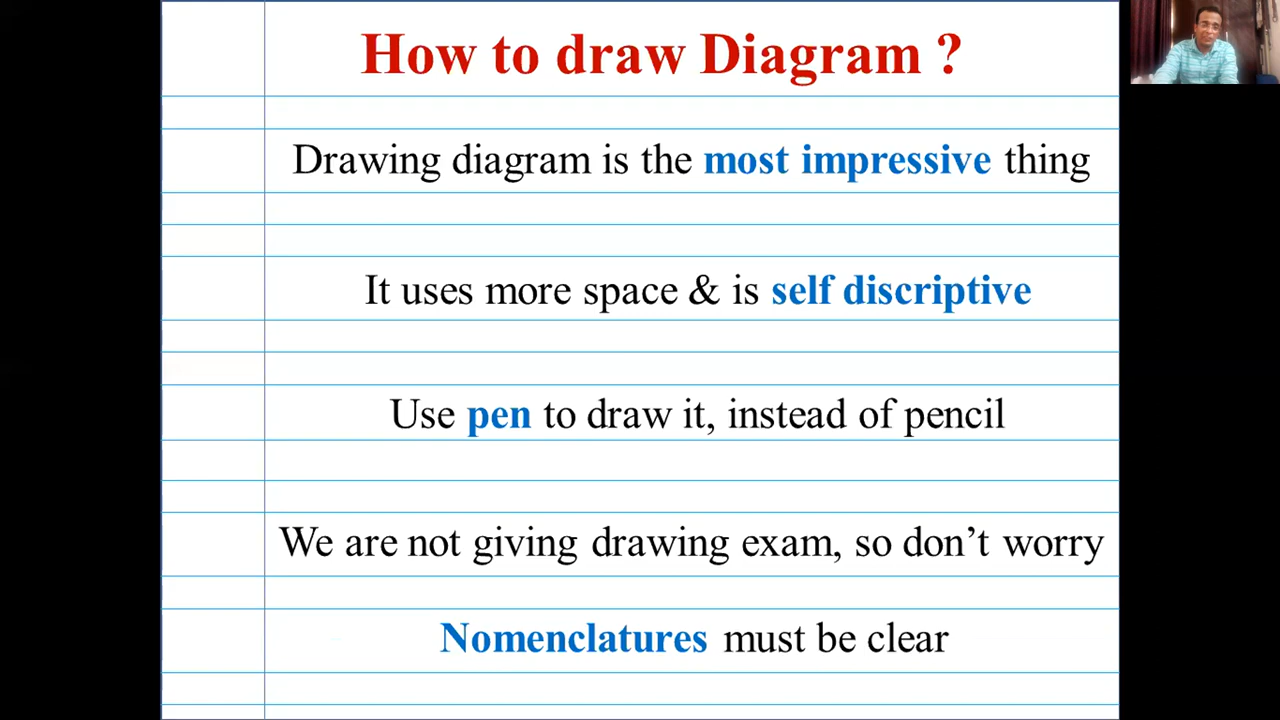 How to draw Diagram ?
Drawing diagram is the most impressive thing
It uses more space & is self discriptive
Use pen to draw it, instead of pencil
We are not giving drawing exam, so don’t worry
Nomenclatures must be clear